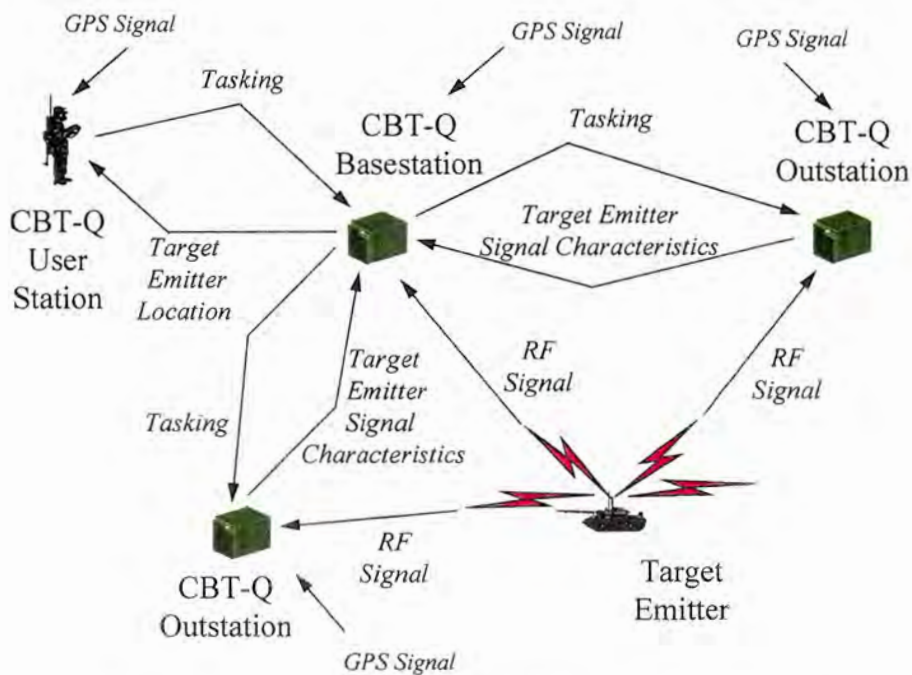 GPS Signal
GPS Signal
GPS Signal
Tasking
Tasking
CBT-Q
Basestation
CBT-Q
Outstation
CBT-Q
User
Station
Target
Emitter
Location
Target Emitter
Signal Characteristics
RF
Signal
RF
Signal
Target
Emitter
Signal
Characteristics
Tasking
RF
Signal
CBT-Q
Outstation
Target
Emitter
GPS Signal